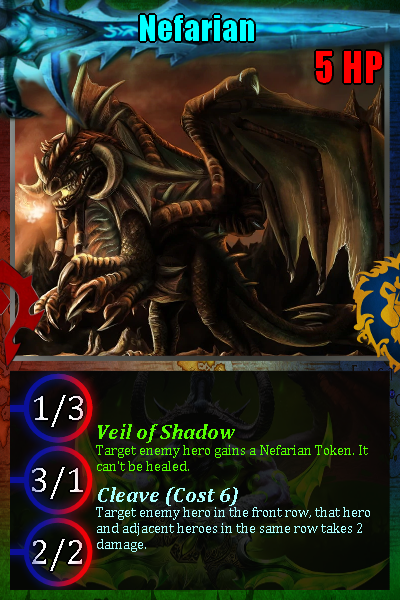 Nefarian
5 HP
1/3
Veil of Shadow
Target enemy hero gains a Nefarian Token. It
can't be healed.
3/1
Cleave (Cost 6)
Target enemy hero in the front row, that hero
and adjacent heroes in the same row takes 2
damage.
2/2